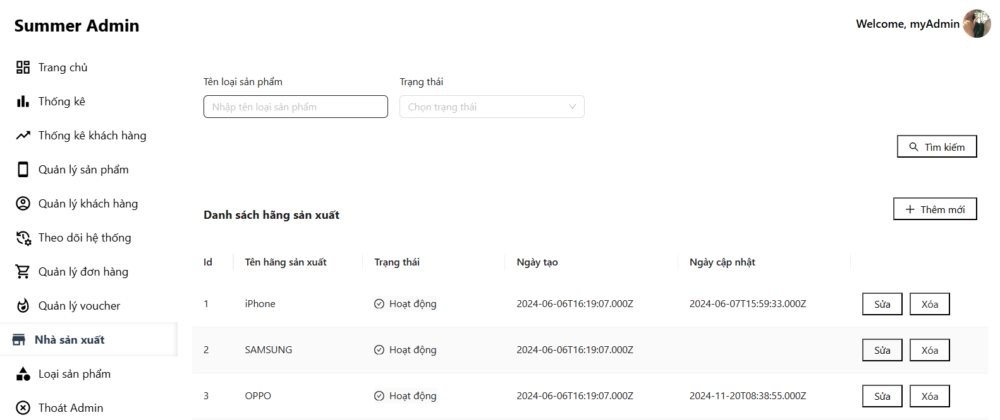 Summer Admin
Welcome, myAdmin
Trang chủ
Thống kê
Thống kê khách hàng
Quản lý sản phẩm
Quản lý khách hàng
Theo dõi hệ thống
Quản lý đơn hàng
Quản lý voucher
Nhà sản xuất
Loại sản phẩm
Thoát Admin
Tên loại sản phẩm Trạng thái
Nhập tên loại sản phẩm Chọn trạng thái
Tìm kiếm
Danh sách hãng sản xuất
Thêm mới
Id Tên hãng sản xuất Trạng thái Ngày tạo Ngày cập nhật
1 iPhone Hoạt động 2024-06-06T16:19:07.000Z 2024-06-07T15:59:33.000Z Sửa Xóa
2 SAMSUNG Hoạt động 2024-06-06T16:19:07.000Z Sửa Xóa
3 OPPO Hoạt động 2024-06-06T16:19:07.000Z 2024-11-20T08:38:55.000Z Sửa Xóa